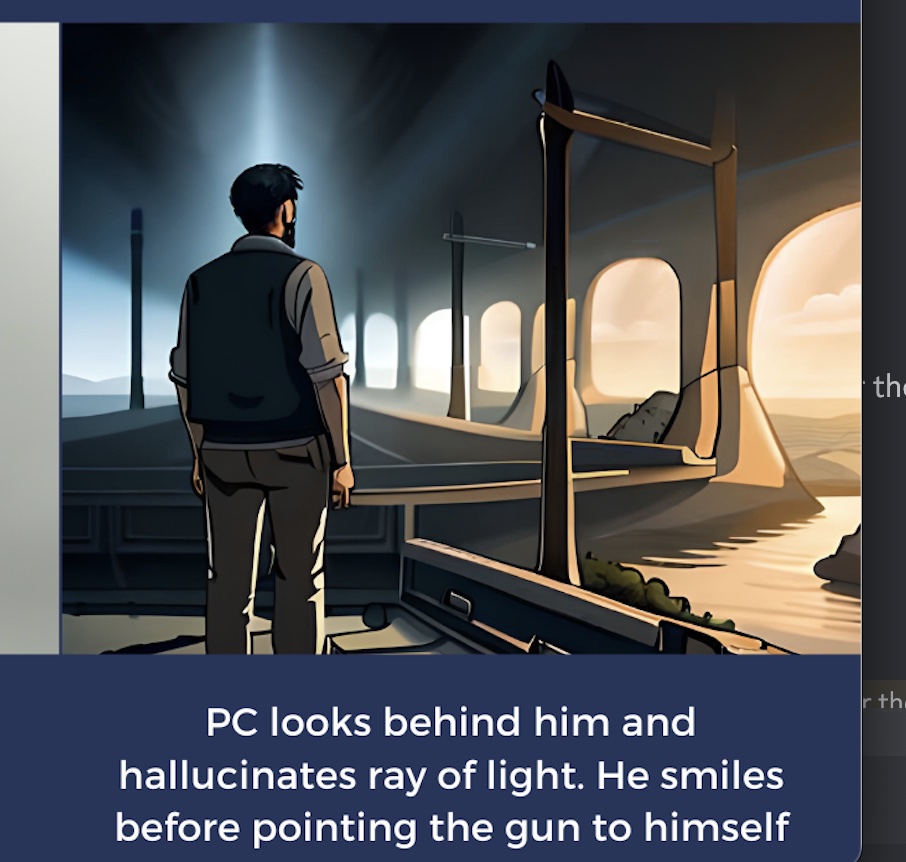 PC looks behind him and
hallucinates ray of light. He smiles
before pointing the gun to himself